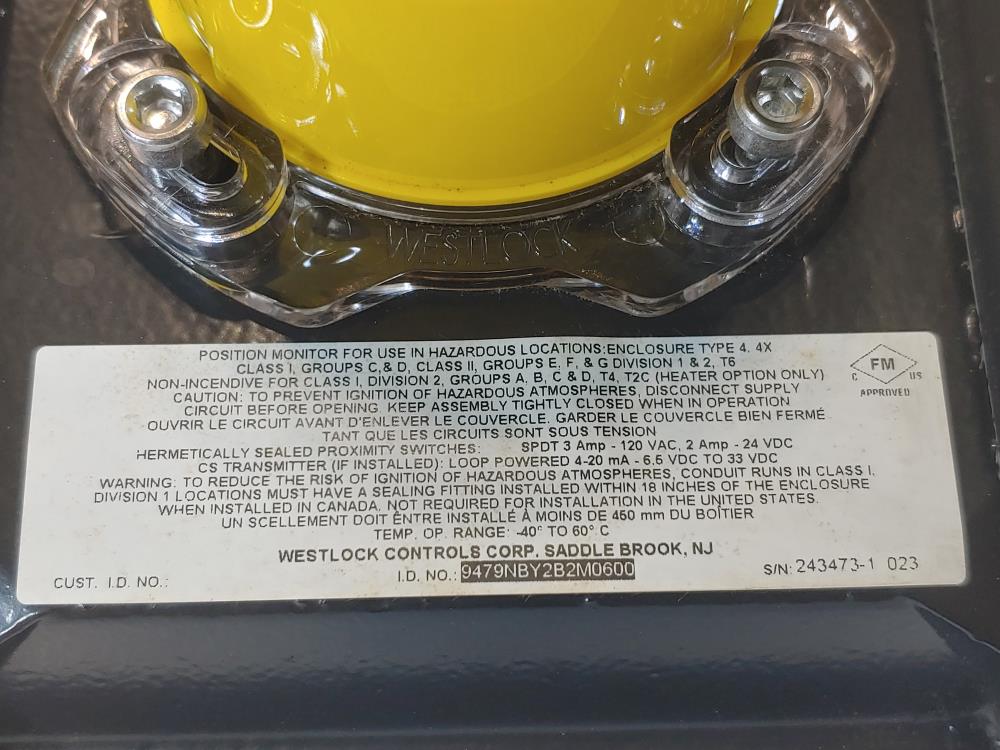 WESTLOCK
POSITION MONITOR FOR USE IN HAZARDOUS LOCATIONS:ENCLOSURE TYPE 4. 4X
CLASS I, GROUPS C,& D, CLASS II, GROUPS E, F, & G DIVISION 1 & 2, T6
NON-INCENDIVE FOR CLASS I, DIVISION 2, GROUPS A, B, C & D, T4, T2C (HEATER OPTION ONLY)
CAUTION: TO PREVENT IGNITION OF HAZARDOUS ATMOSPHERES, DISCONNECT SUPPLY
CIRCUIT BEFORE OPENING. KEEP ASSEMBLY TIGHTLY CLOSED WHEN IN OPERATION
OUVRIR LE CIRCUIT AVANT D'ENLEVER LE COUVERCLE. GARDER LE COUVERCLE BIEN FERMÉ
TANT QUE LES CIRCUITS SONT SOUS TENSION
HERMETICALLY SEALED PROXIMITY SWITCHES: SPDT 3 Amp - 120 VAC, 2 Amp - 24 VDC
CS TRANSMITTER (IF INSTALLED): LOOP POWERED 4-20 mA - 6.5 VDC TO 33 VDC
WARNING: TO REDUCE THE RISK OF IGNITION OF HAZARDOUS ATMOSPHERES, CONDUIT RUNS IN CLASS I.
DIVISION 1 LOCATIONS MUST HAVE A SEALING FITTING INSTALLED WITHIN 18 INCHES OF THE ENCLOSURE
WHEN INSTALLED IN CANADA, NOT REQUIRED FOR INSTALLATION IN THE UNITED STATES.
UN SCELLEMENT DOIT ÊNTRE INSTALLÉ À MOINS DE 450 mm DU BOÎTIER
TEMP. OP. RANGE: -40° TO 60° C
WESTLOCK CONTROLS CORP. SADDLE BROOK, NJ
CUST. I.D. NO.: I.D. NO.: 9479NBY2B2M0600 S/N: 243473-1 023
FM
C US
APPROVED